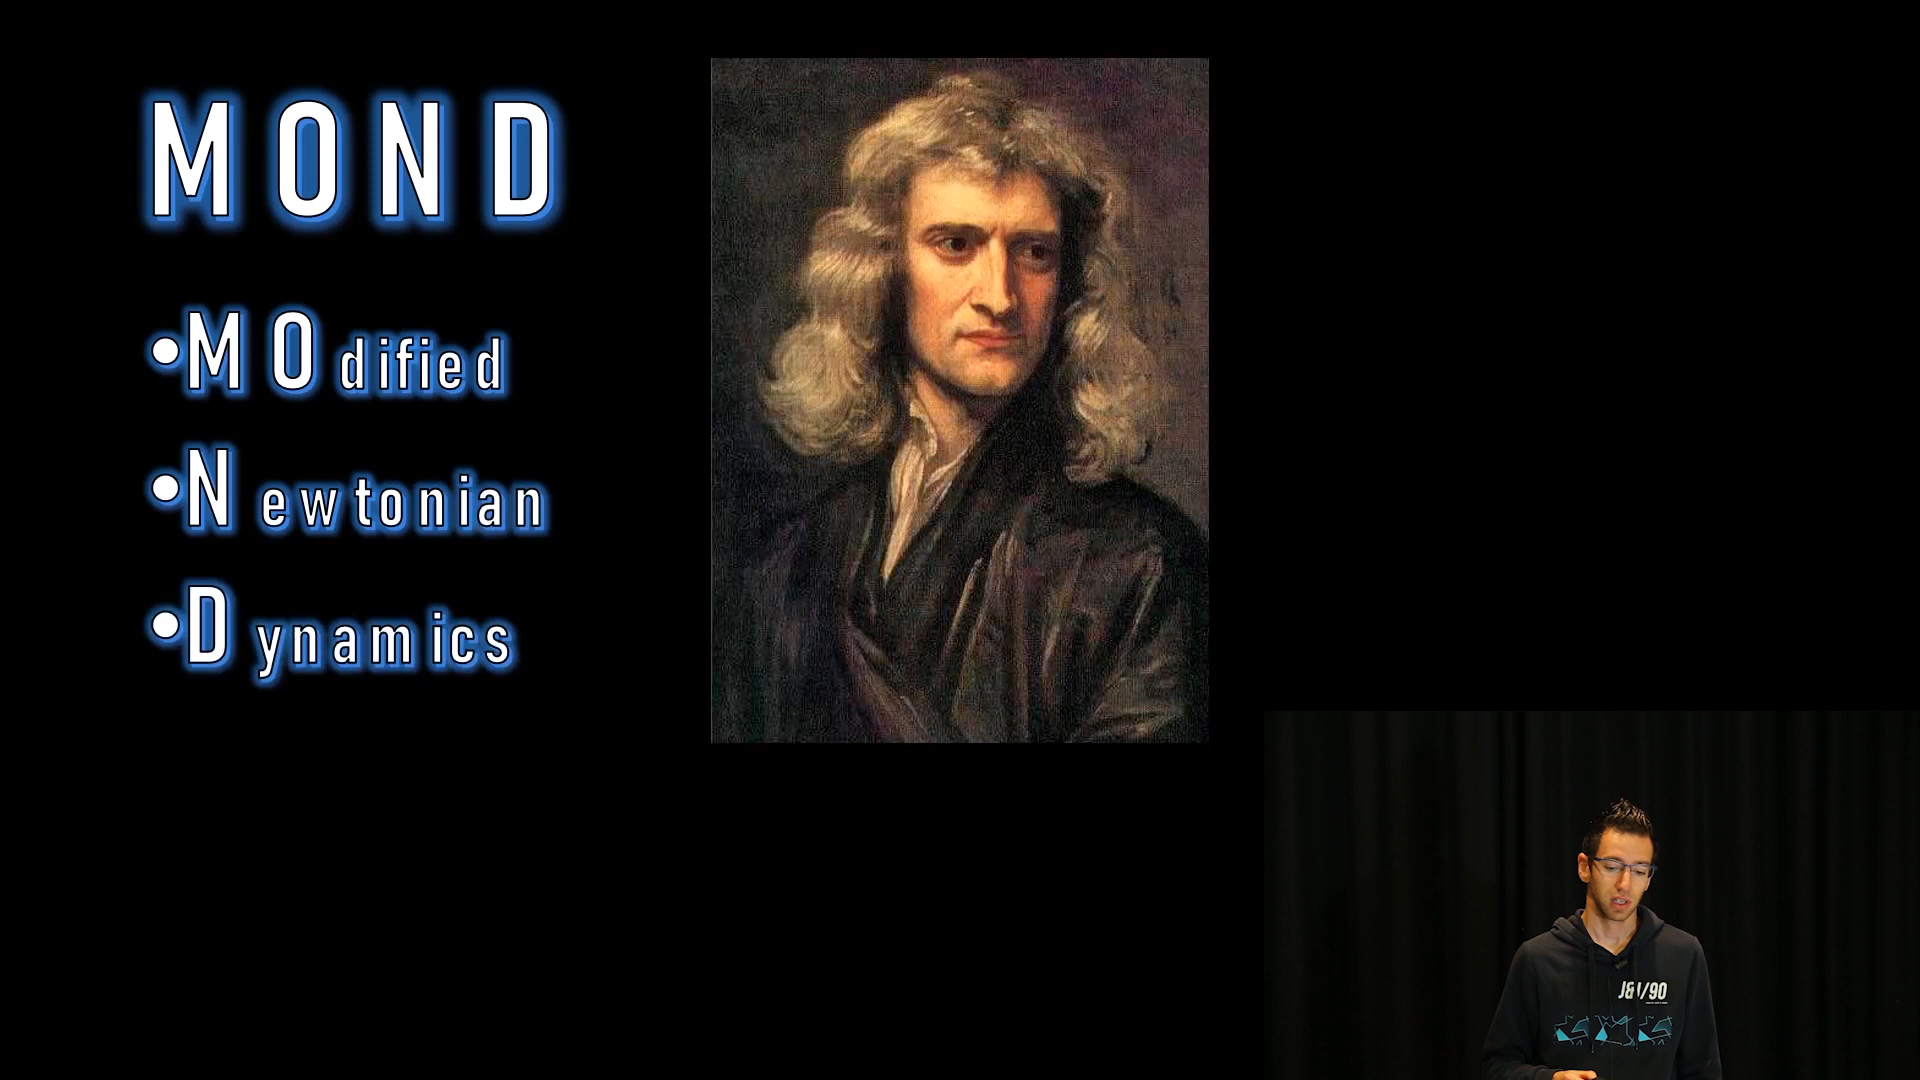 MOND
•MOdified
•Newtonian
•Dynamics
J&J/90